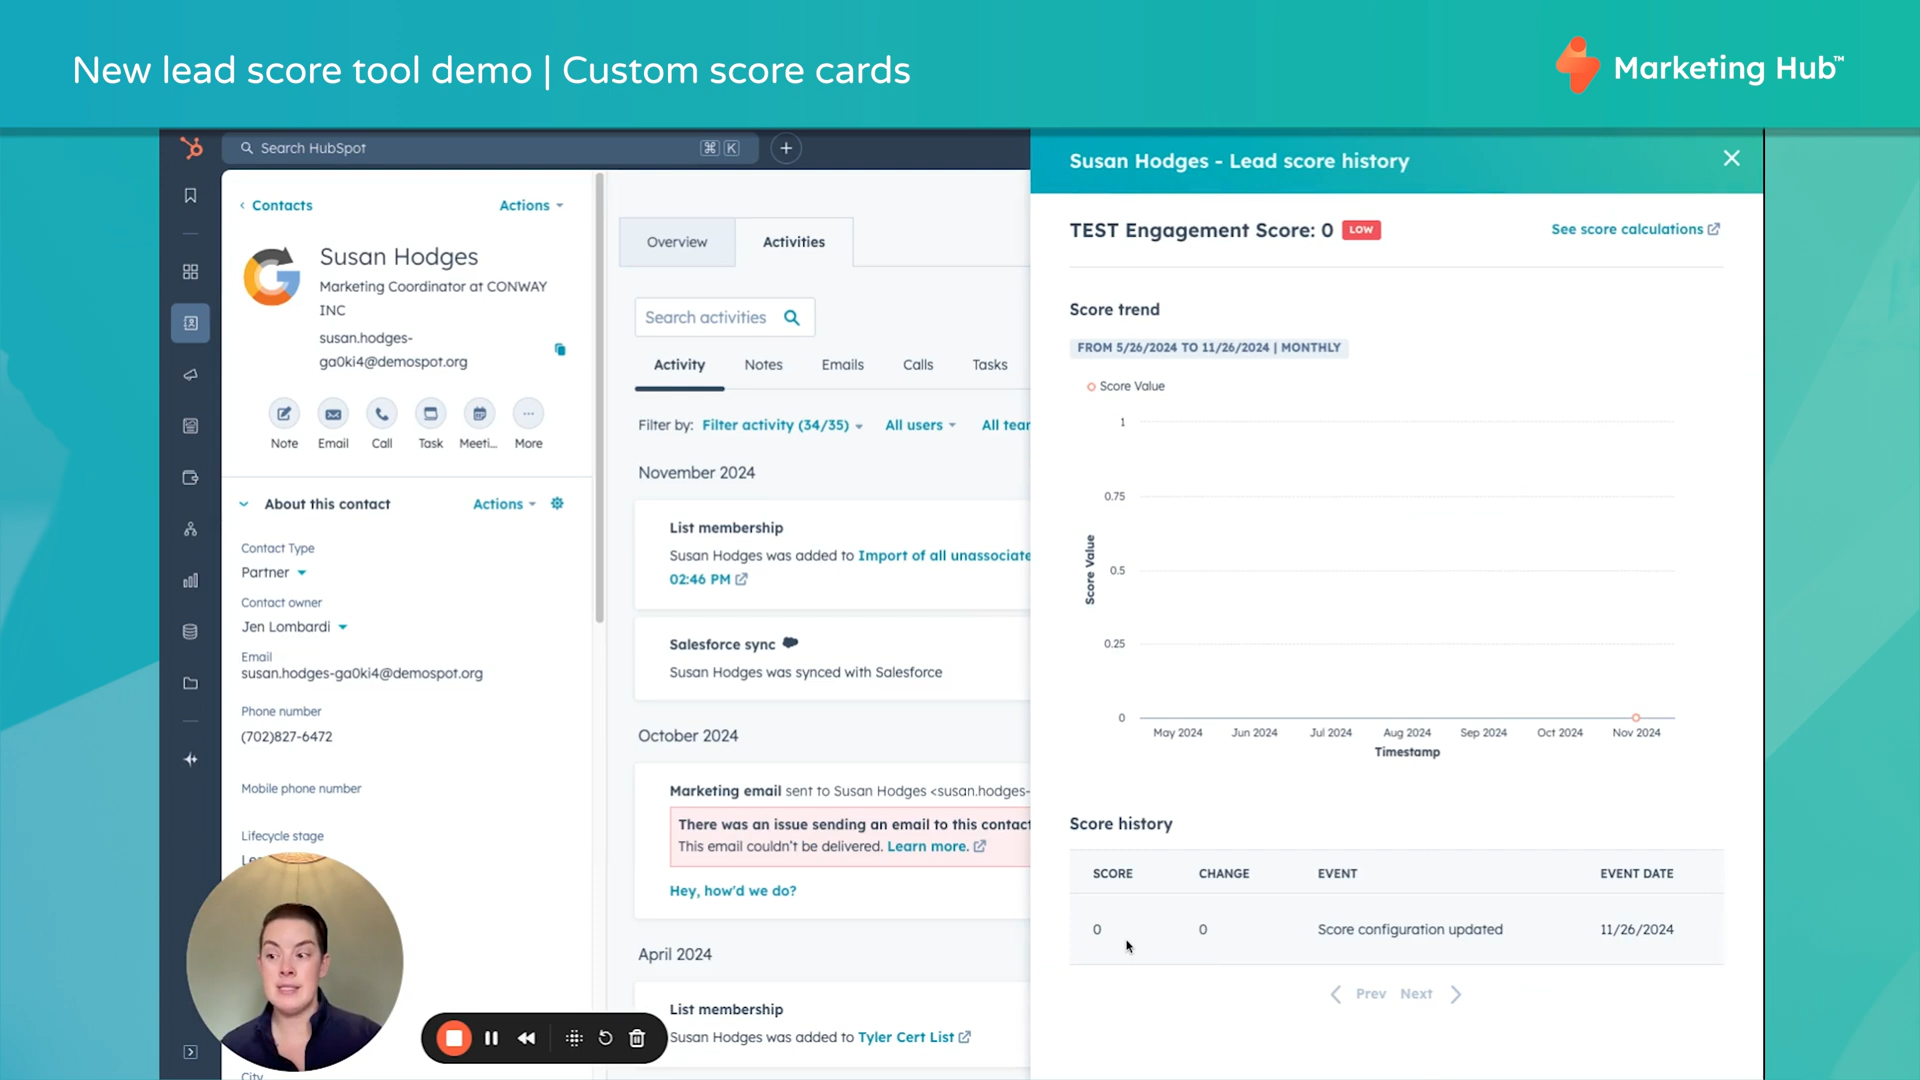 New lead score tool demo | Custom score cards
Marketing Hub™
Search HubSpot
⌘ K
Susan Hodges - Lead score history
Contacts
Actions
Susan Hodges
Marketing Coordinator at CONWAY
INC
susan.hodges-
ga0ki4@demospot.org
Note
Email
Call
Task
Meeti...
More
About this contact
Actions
Contact Type
Partner
Contact owner
Jen Lombardi
Email
susan.hodges-ga0ki4@demospot.org
Phone number
(702)827-6472
Mobile phone number
Lifecycle stage
City
Overview
Activities
Search activities
Activity
Notes
Emails
Calls
Tasks
Filter by: Filter activity (34/35) All users All tear
November 2024
List membership
Susan Hodges was added to Import of all unassociate
02:46 PM
Salesforce sync
Susan Hodges was synced with Salesforce
October 2024
Marketing email sent to Susan Hodges <susan.hodges-
There was an issue sending an email to this contact
This email couldn't be delivered. Learn more.
Hey, how'd we do?
April 2024
List membership
Susan Hodges was added to Tyler Cert List
TEST Engagement Score: 0 LOW
See score calculations
Score trend
FROM 5/26/2024 TO 11/26/2024 | MONTHLY
Score Value
1
0.75
0.5
0.25
0
Score Value
May 2024
Jun 2024
Jul 2024
Aug 2024
Sep 2024
Oct 2024
Nov 2024
Timestamp
Score history
SCORE CHANGE EVENT EVENT DATE
0 0 Score configuration updated 11/26/2024
Prev Next